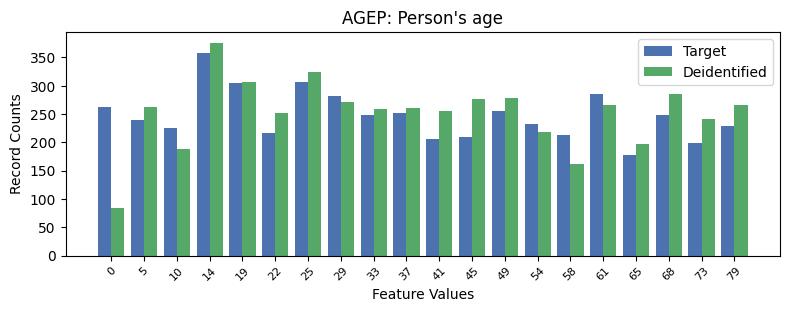 AGEP: Person's age
Record Counts
350
300
250
200
150
100
50
0
Target
Deidentified
0 5 10 14 19 22 25 29 33 37 41 45 49 54 58 61 65 68 73 79
Feature Values